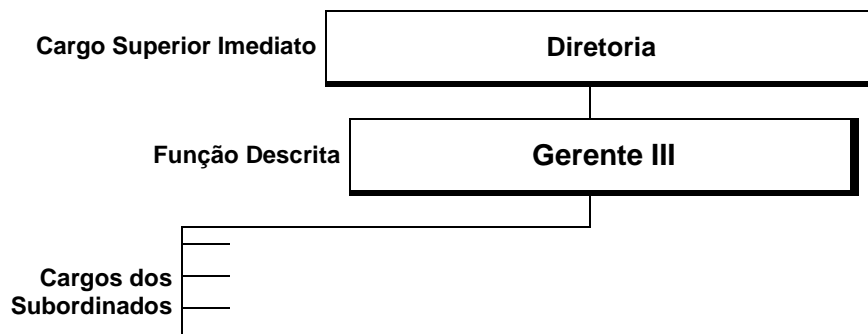 Cargo Superior Imediato
Diretoria
Função Descrita
Gerente III
Cargos dos
Subordinados